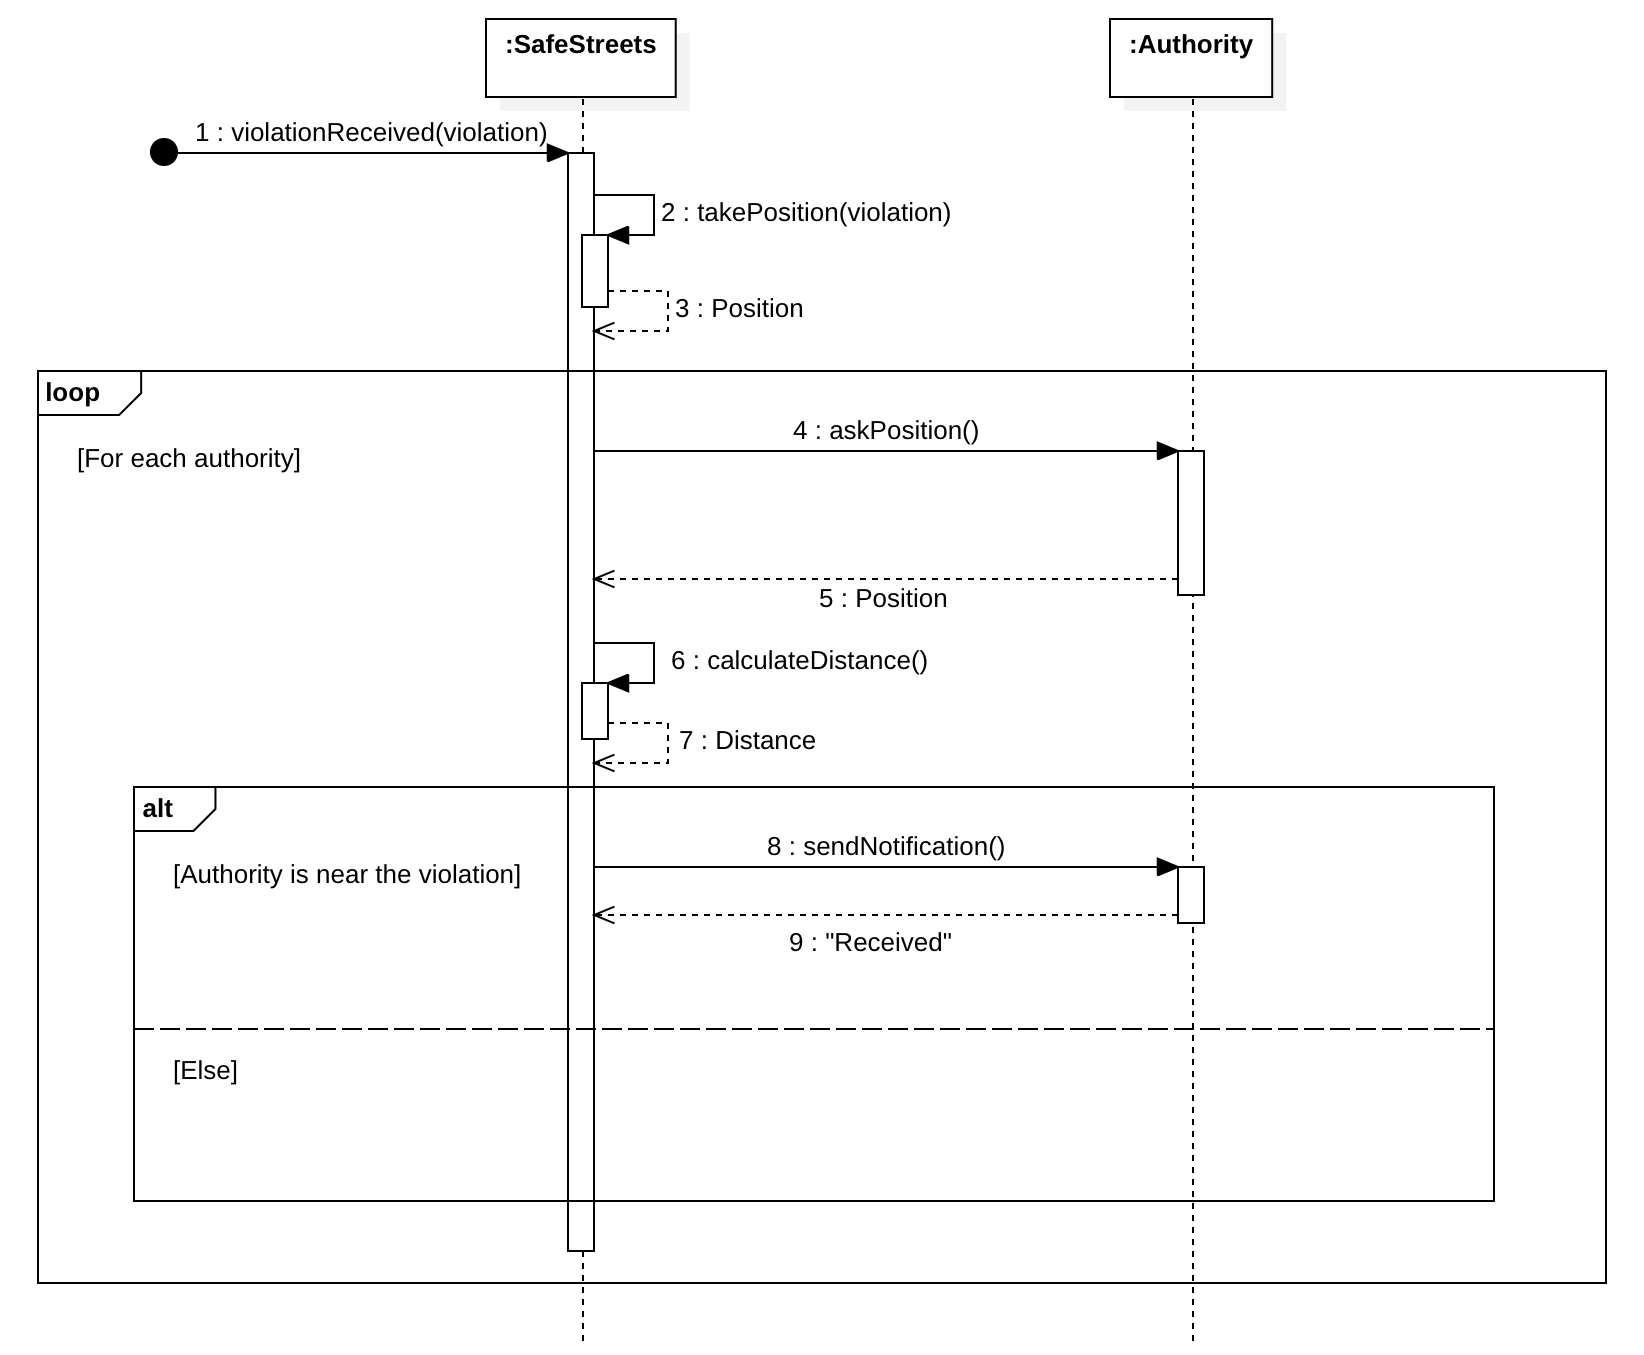 :SafeStreets
:Authority
1 : violationReceived(violation)
2 : takePosition(violation)
3 : Position
loop
4 : askPosition()
[For each authority]
5 : Position
6 : calculateDistance()
7 : Distance
alt
8 : sendNotification()
[Authority is near the violation]
9 : "Received"
[Else]